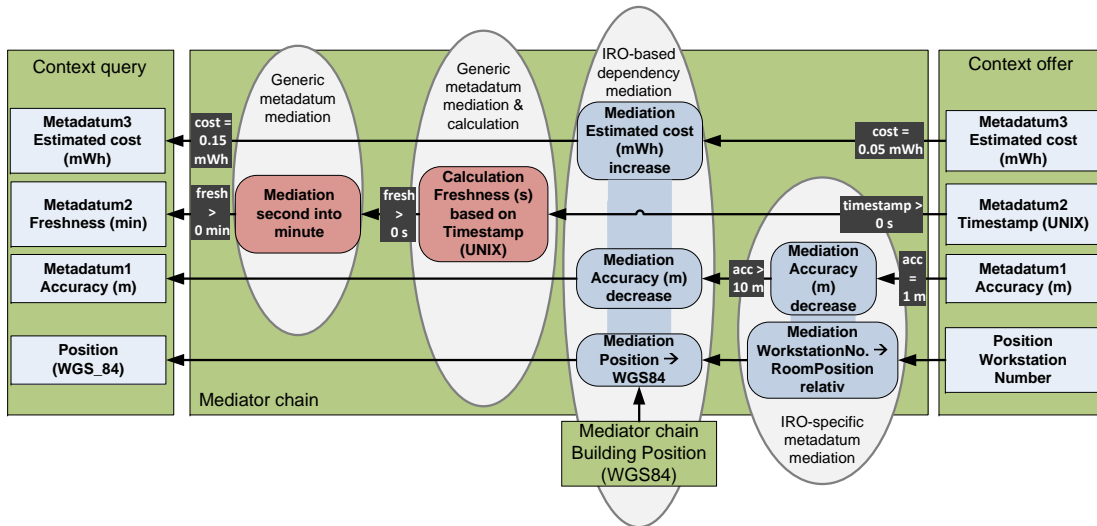 Context query
Metadatum3
Estimated cost
(mWh)
Metadatum2
Freshness (min)
Metadatum1
Accuracy (m)
Position
(WGS_84)
Mediator chain
Generic
metadatum
mediation
cost =
0.15
mWh
fresh
>
0 min
Mediation
second into
minute
Generic
metadatum
mediation &
calculation
fresh
>
0 s
Calculation
Freshness (s)
based on
Timestamp
(UNIX)
IRO-based
dependency
mediation
Mediation
Estimated cost
(mWh)
increase
Mediation
Accuracy (m)
decrease
Mediation
Position →
WGS84
Mediator chain
Building Position
(WGS84)
cost =
0.05 mWh
timestamp >
0 s
acc >
10 m
Mediation
Accuracy
(m)
decrease
acc
=
1 m
Mediation
WorkstationNo. →
RoomPosition
relativ
IRO-specific
metadatum
mediation
Context offer
Metadatum3
Estimated cost
(mWh)
Metadatum2
Timestamp (UNIX)
Metadatum1
Accuracy (m)
Position
Workstation
Number